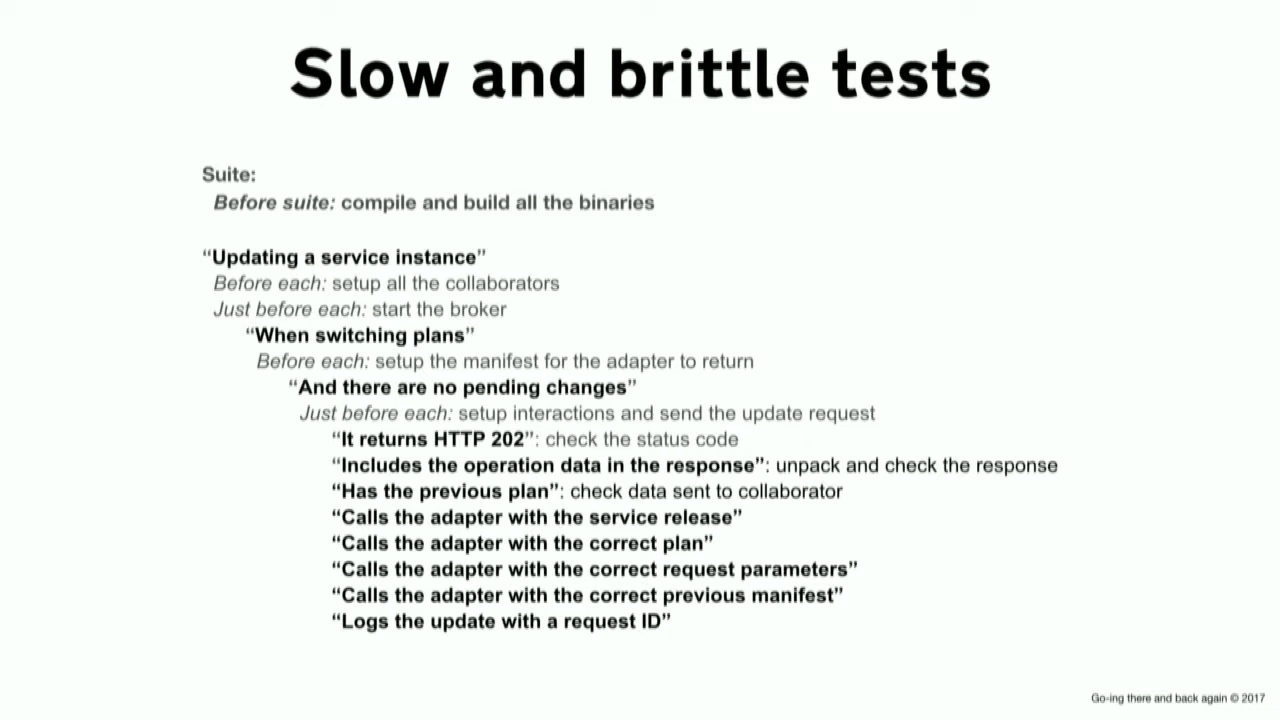 Slow and brittle tests
Suite:
Before suite: compile and build all the binaries
“Updating a service instance”
Before each: setup all the collaborators
Just before each: start the broker
“When switching plans”
Before each: setup the manifest for the adapter to return
“And there are no pending changes”
Just before each: setup interactions and send the update request
“It returns HTTP 202”: check the status code
“Includes the operation data in the response”: unpack and check the response
“Has the previous plan”: check data sent to collaborator
“Calls the adapter with the service release”
“Calls the adapter with the correct plan”
“Calls the adapter with the correct request parameters”
“Calls the adapter with the correct previous manifest”
“Logs the update with a request ID”
Go-ing there and back again © 2017